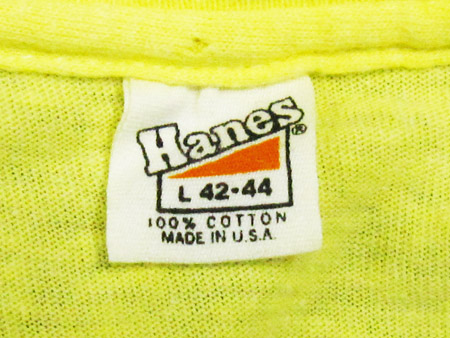 Hanes®
L 42-44
100% COTTON
MADE IN U.S.A.